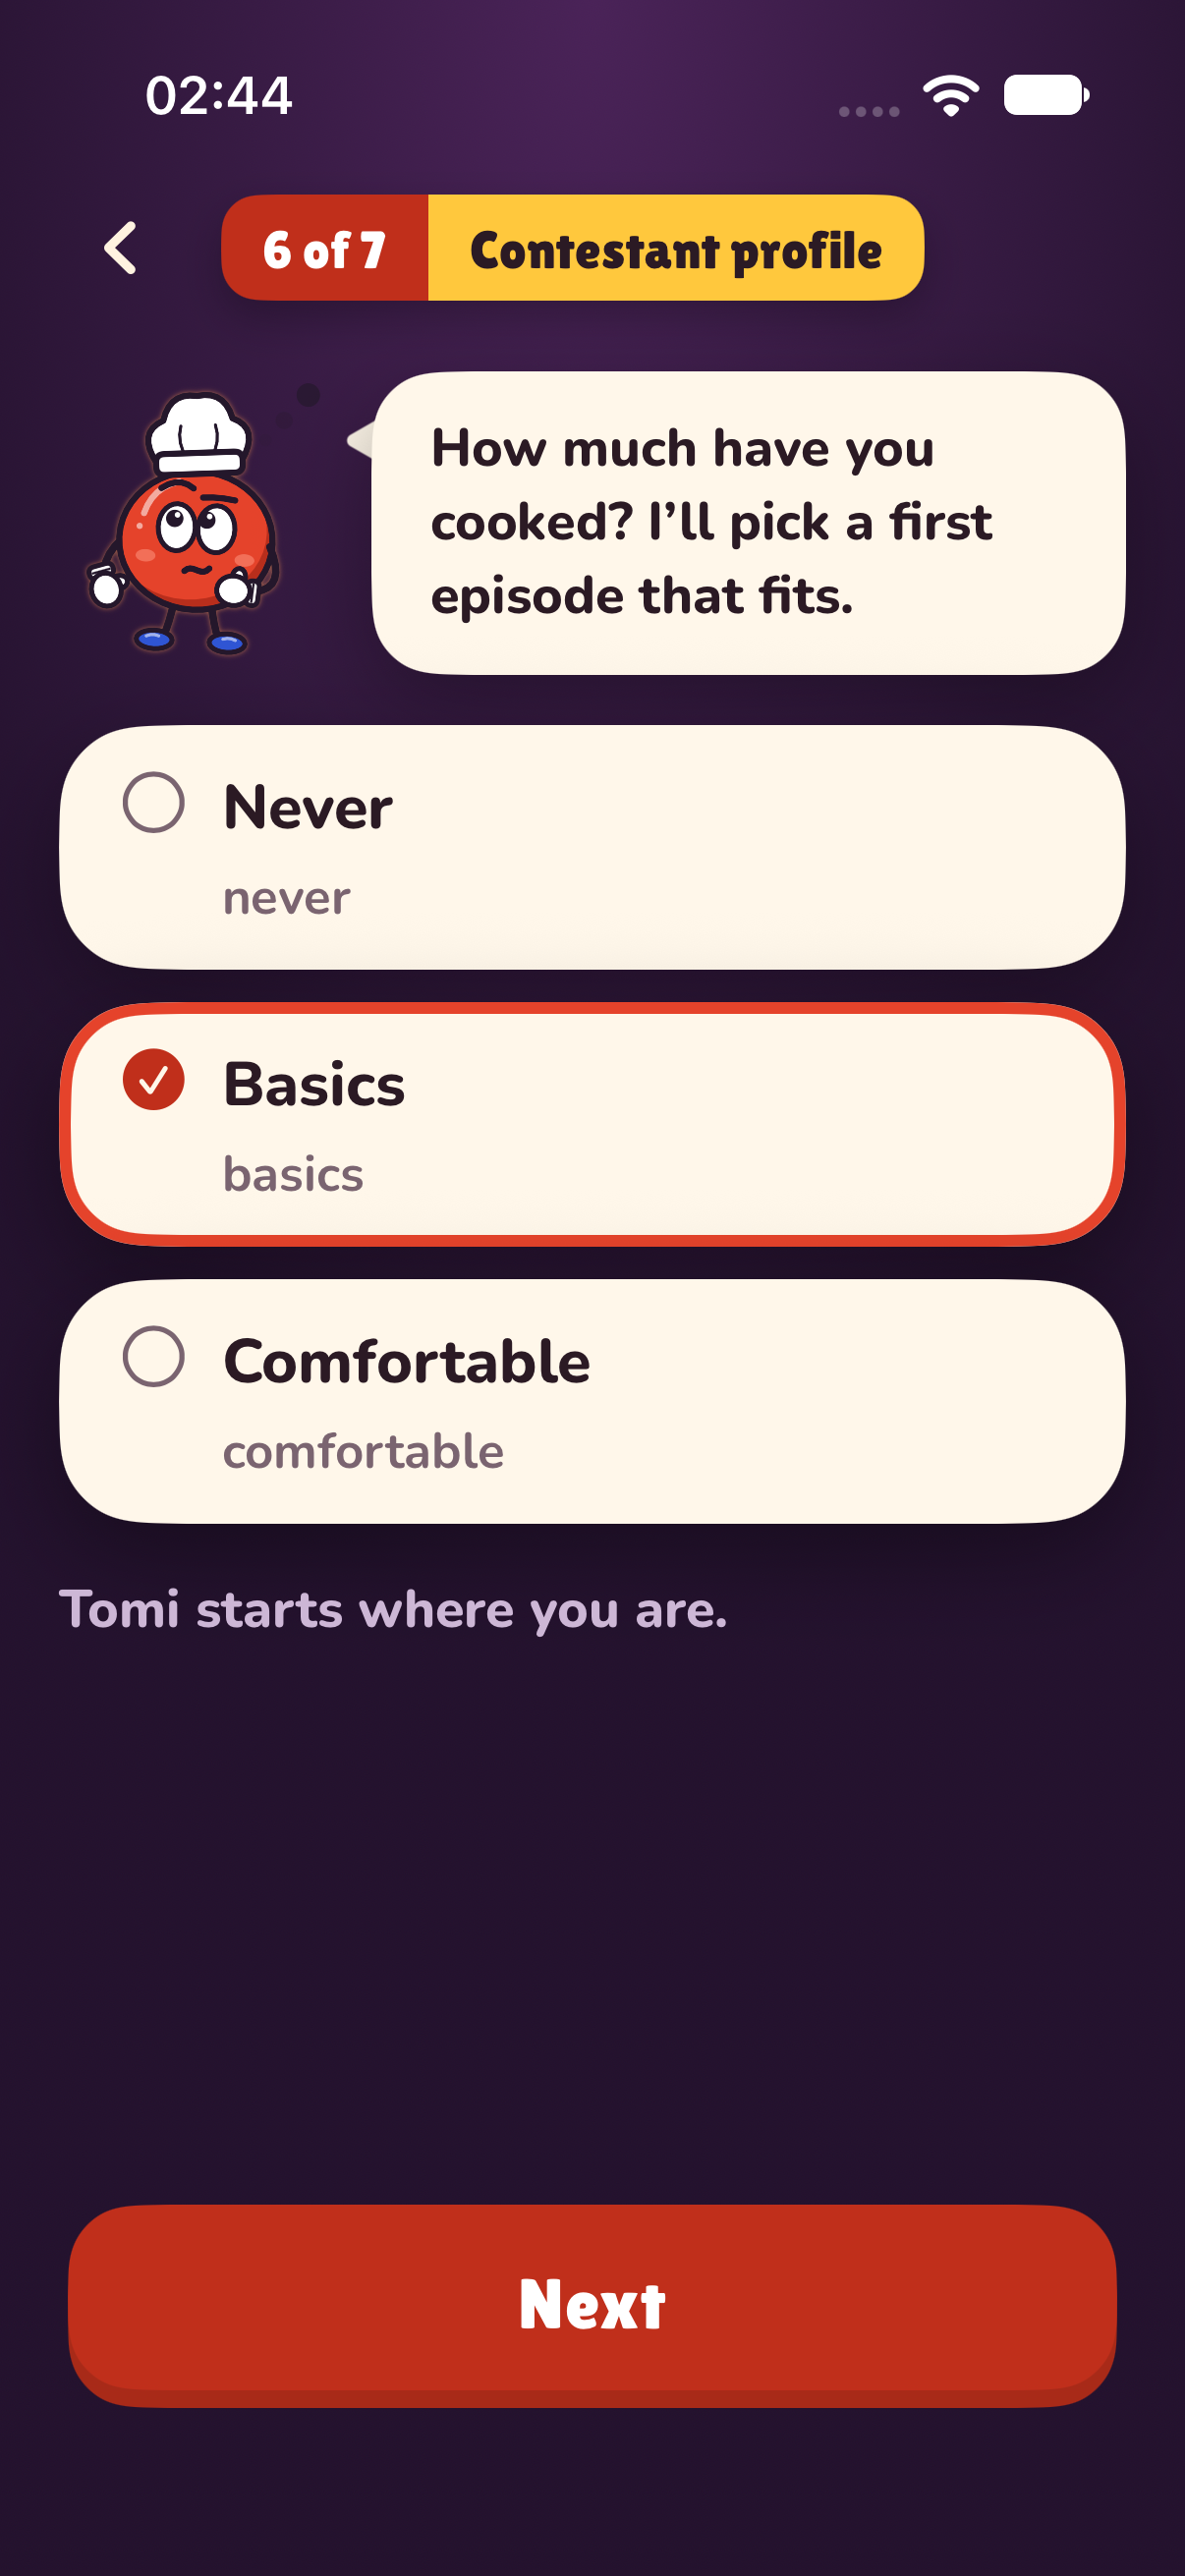 02:44
6 of 7 Contestant profile
How much have you
cooked? I’ll pick a first
episode that fits.
Never
never
Basics
basics
Comfortable
comfortable
Tomi starts where you are.
Next